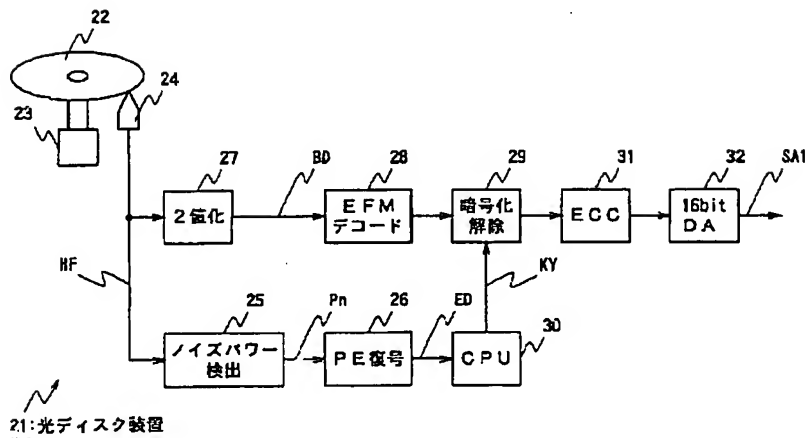 22
24
23
27
BD
28
29
31
32
SA1
2値化
EFM
デコード
暗号化
解除
ECC
16bit
DA
HF
KY
25
Pn
26
ED
30
ノイズパワー
検出
PE復号
CPU
21:光ディスク装置